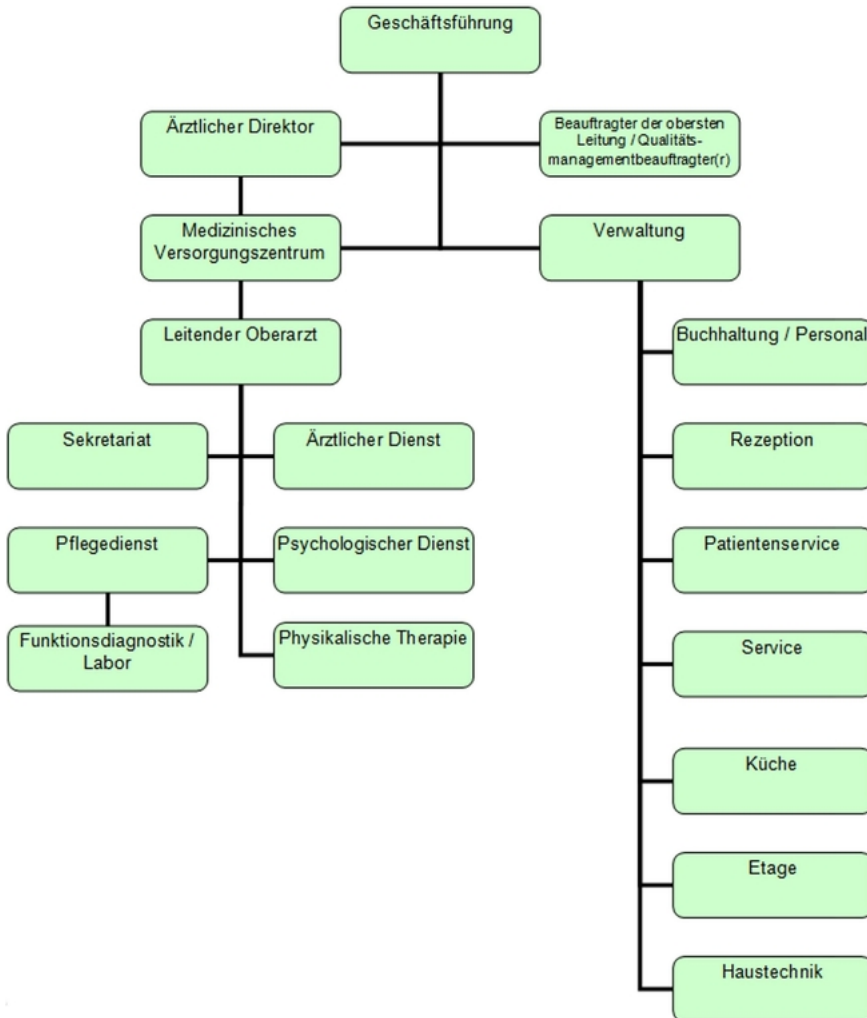 Geschäftsführung
Ärztlicher Direktor
Beauftragter der obersten
Leitung / Qualitäts-
managementbeauftragter(r)
Medizinisches
Versorgungszentrum
Verwaltung
Leitender Oberarzt
Buchhaltung / Personal
Sekretariat
Ärztlicher Dienst
Rezeption
Pflegedienst
Psychologischer Dienst
Patientenservice
Funktionsdiagnostik /
Labor
Physikalische Therapie
Service
Küche
Etage
Haustechnik